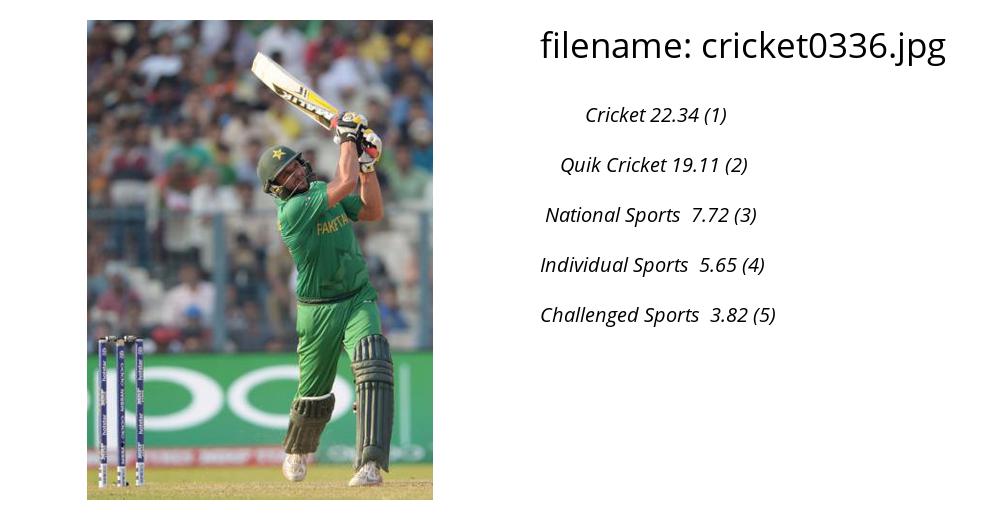 filename: cricket0336.jpg
Cricket 22.34 (1)
Quik Cricket 19.11 (2)
National Sports 7.72 (3)
Individual Sports 5.65 (4)
Challenged Sports 3.82 (5)
MALIK